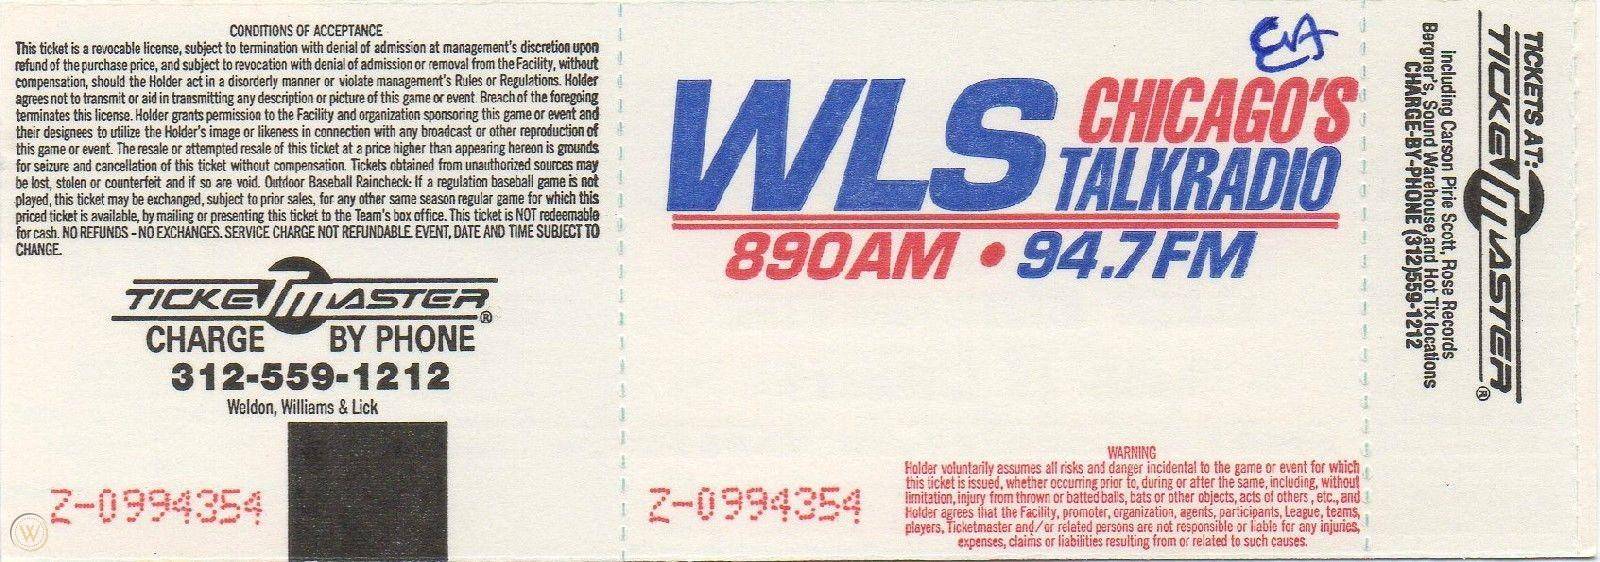 CONDITIONS OF ACCEPTANCE
This ticket is a revocable license, subject to termination with denial of admission at management's discretion upon
refund of the purchase price, and subject to revocation with denial of admission or removal from the Facility, without
compensation, should the Holder act in a disorderly manner or violate management's Rules or Regulations. Holder
agrees not to transmit or aid in transmitting any description or picture of this game or event. Breach of the foregoing
terminates this license. Holder grants permission to the Facility and organization sponsoring this game or event and
their designees to utilize the Holder's image or likeness in connection with any broadcast or other reproduction of
this game or event. The resale or attempted resale of this ticket at a price higher than appearing hereon is grounds
for seizure and cancellation of this ticket without compensation. Tickets obtained from unauthorized sources may
be lost, stolen or counterfeit and if so are void. Outdoor Baseball Raincheck: If a regulation baseball game is not
played, this ticket may be exchanged, subject to prior sales, for any other same season regular game for which this
priced ticket is available, by mailing or presenting this ticket to the Team's box office. This ticket is NOT redeemable
for cash. NO REFUNDS - NO EXCHANGES. SERVICE CHARGE NOT REFUNDABLE. EVENT, DATE AND TIME SUBJECT TO
CHANGE.
TICKETMASTER®
CHARGE BY PHONE
312-559-1212
Weldon, Williams & Lick
Z-0994354
W
EVA
WLS CHICAGO'S
TALKRADIO
890AM • 94.7FM
Z-0994354
WARNING
Holder voluntarily assumes all risks and danger incidental to the game or event for which
this ticket is issued, whether occurring prior to, during or after the same, including, without
limitation, injury from thrown or batted balls, bats or other objects, acts of others, etc., and
Holder agrees that the Facility, promoter, organization, agents, participants, League, teams,
players, Ticketmaster and/or related persons are not responsible or liable for any injuries,
expenses, claims or liabilities resulting from or related to such causes.
TICKETS AT:
TICKETMASTER®
including Carson Pirie Scott, Rose Records
Bergner's, Sound Warehouse, and Hot Tix locations
CHARGE-BY-PHONE (312)559-1212